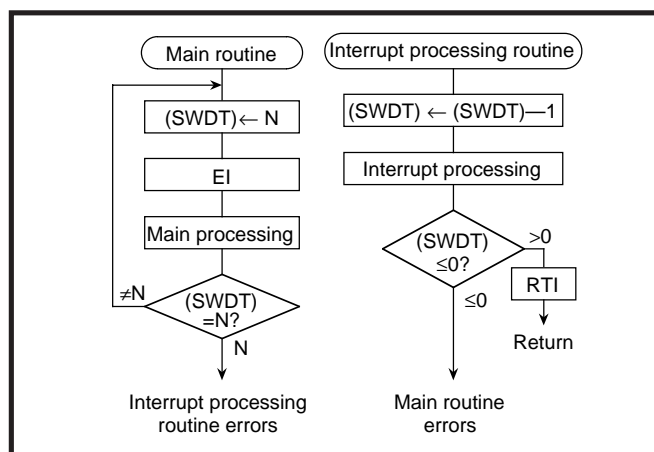 Main routine
(SWDT)← N
EI
Main processing
≠N
(SWDT)
=N?
N
Interrupt processing
routine errors
Interrupt processing routine
(SWDT) ← (SWDT)—1
Interrupt processing
(SWDT)
≤0?
>0
≤0
RTI
Return
Main routine
errors